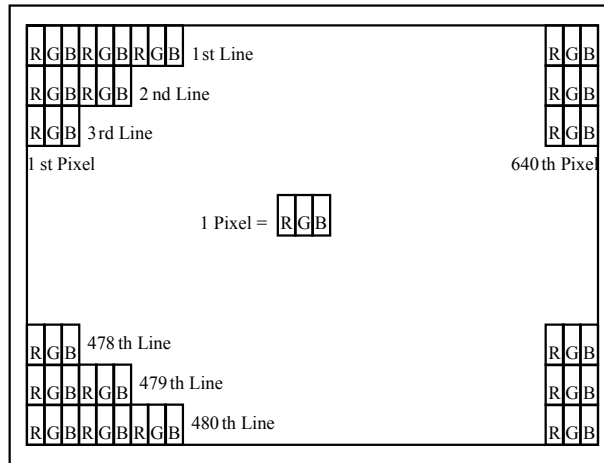 RGBRGBRGB 1st Line RGB
RGBRGB 2nd Line RGB
RGB 3rd Line RGB
1st Pixel 640th Pixel
1 Pixel = RGB
RGB 478th Line RGB
RGBRGB 479th Line RGB
RGBRGBRGB 480th Line RGB